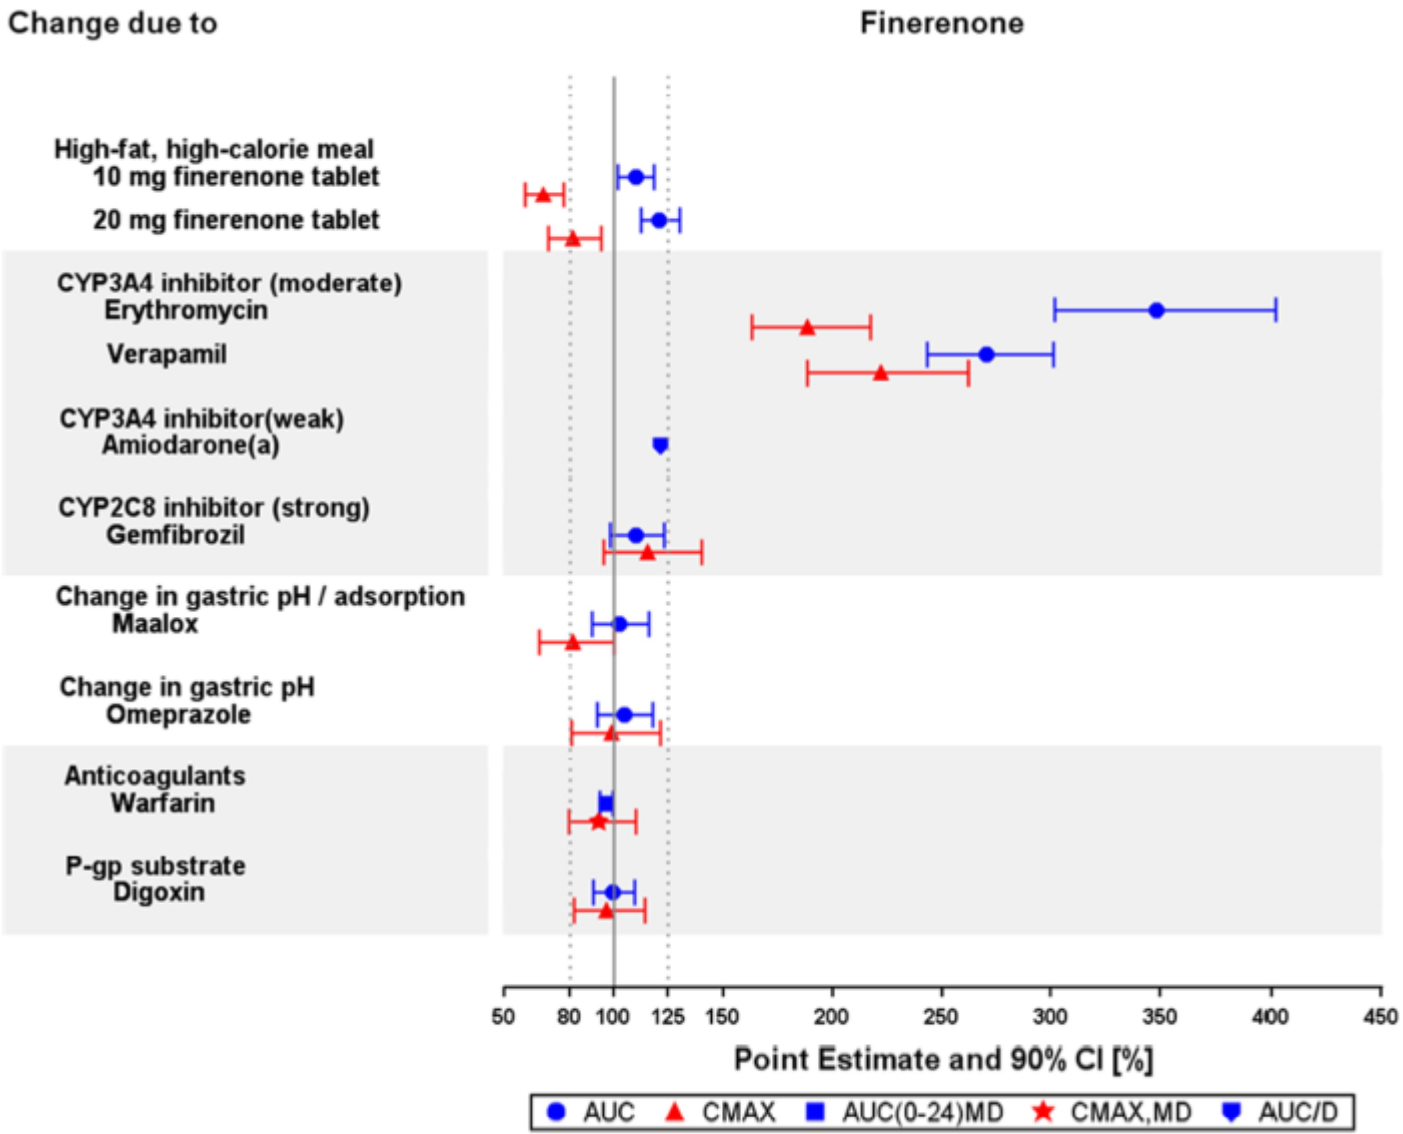 Change due to
Finerenone
High-fat, high-calorie meal
10 mg finerenone tablet
20 mg finerenone tablet
CYP3A4 inhibitor (moderate)
Erythromycin
Verapamil
CYP3A4 inhibitor(weak)
Amiodarone(a)
CYP2C8 inhibitor (strong)
Gemfibrozil
Change in gastric pH / adsorption
Maalox
Change in gastric pH
Omeprazole
Anticoagulants
Warfarin
P-gp substrate
Digoxin
50 80 100 125 150 200 250 300 350 400 450
Point Estimate and 90% CI [%]
AUC CMAX AUC(0-24)MD CMAX,MD AUC/D